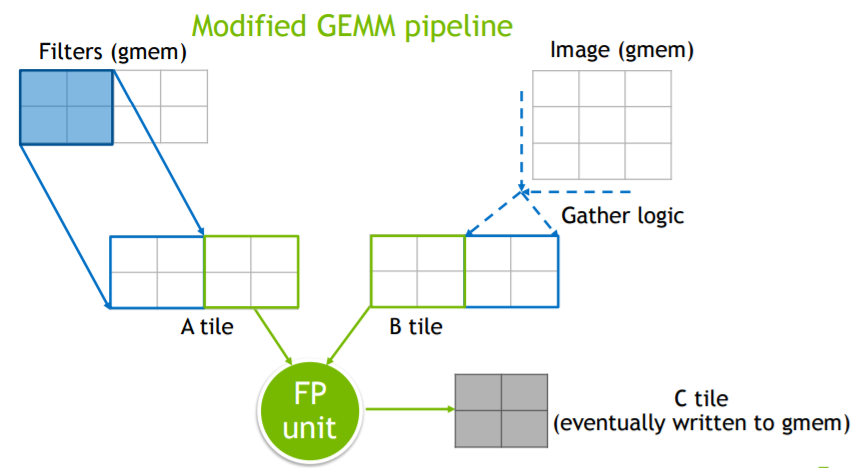 Modified GEMM pipeline
Filters (gmem)
Image (gmem)
Gather logic
A tile
B tile
FP
unit
C tile
(eventually written to gmem)